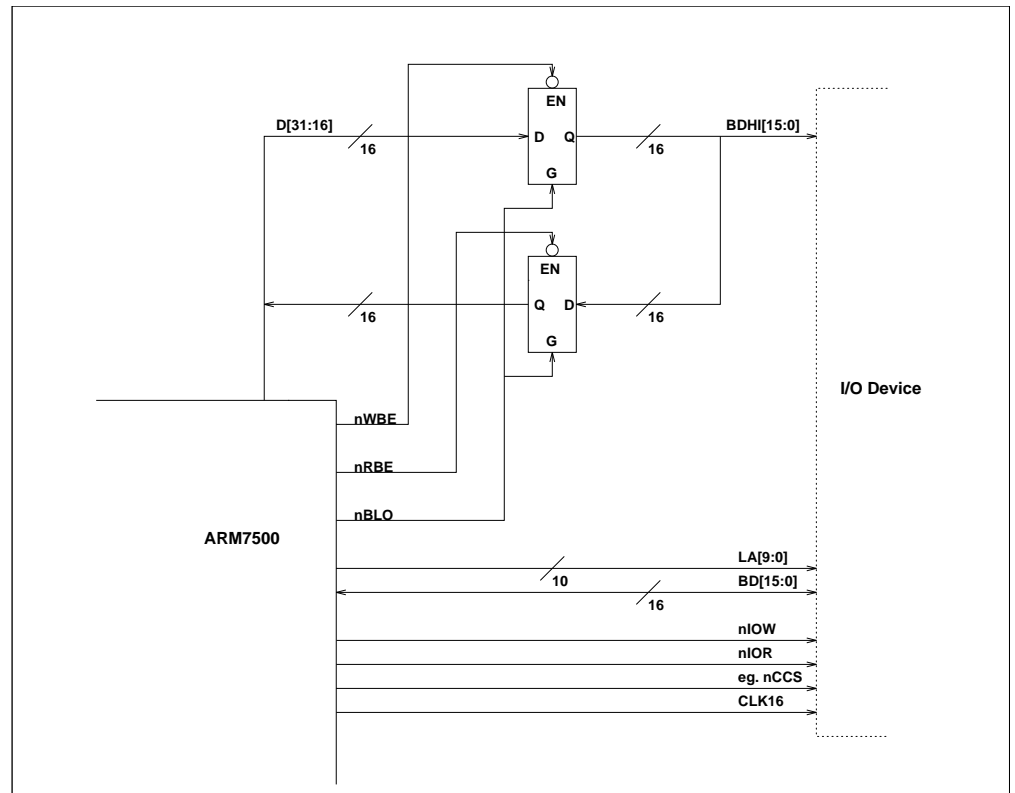 EN
D[31:16]
BDHI[15:0]
D
Q
16
16
G
EN
Q
D
16
16
G
I/O Device
nWBE
nRBE
nBLO
ARM7500
LA[9:0]
10
BD[15:0]
16
nIOW
nIOR
eg. nCCS
CLK16